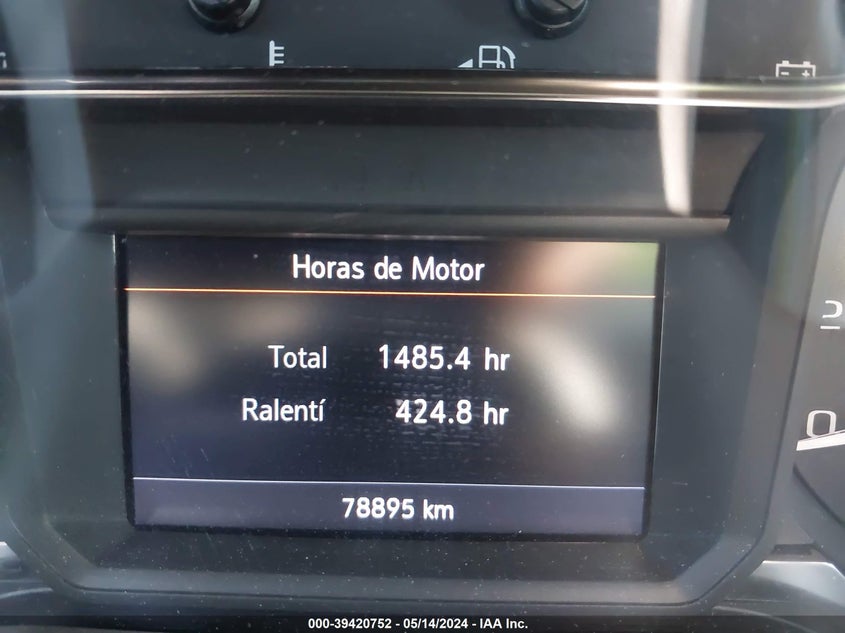 Horas de Motor
Total 1485.4 hr
Ralentí 424.8 hr
78895 km
0
000-39420752 - 05/14/2024 - IAA Inc.